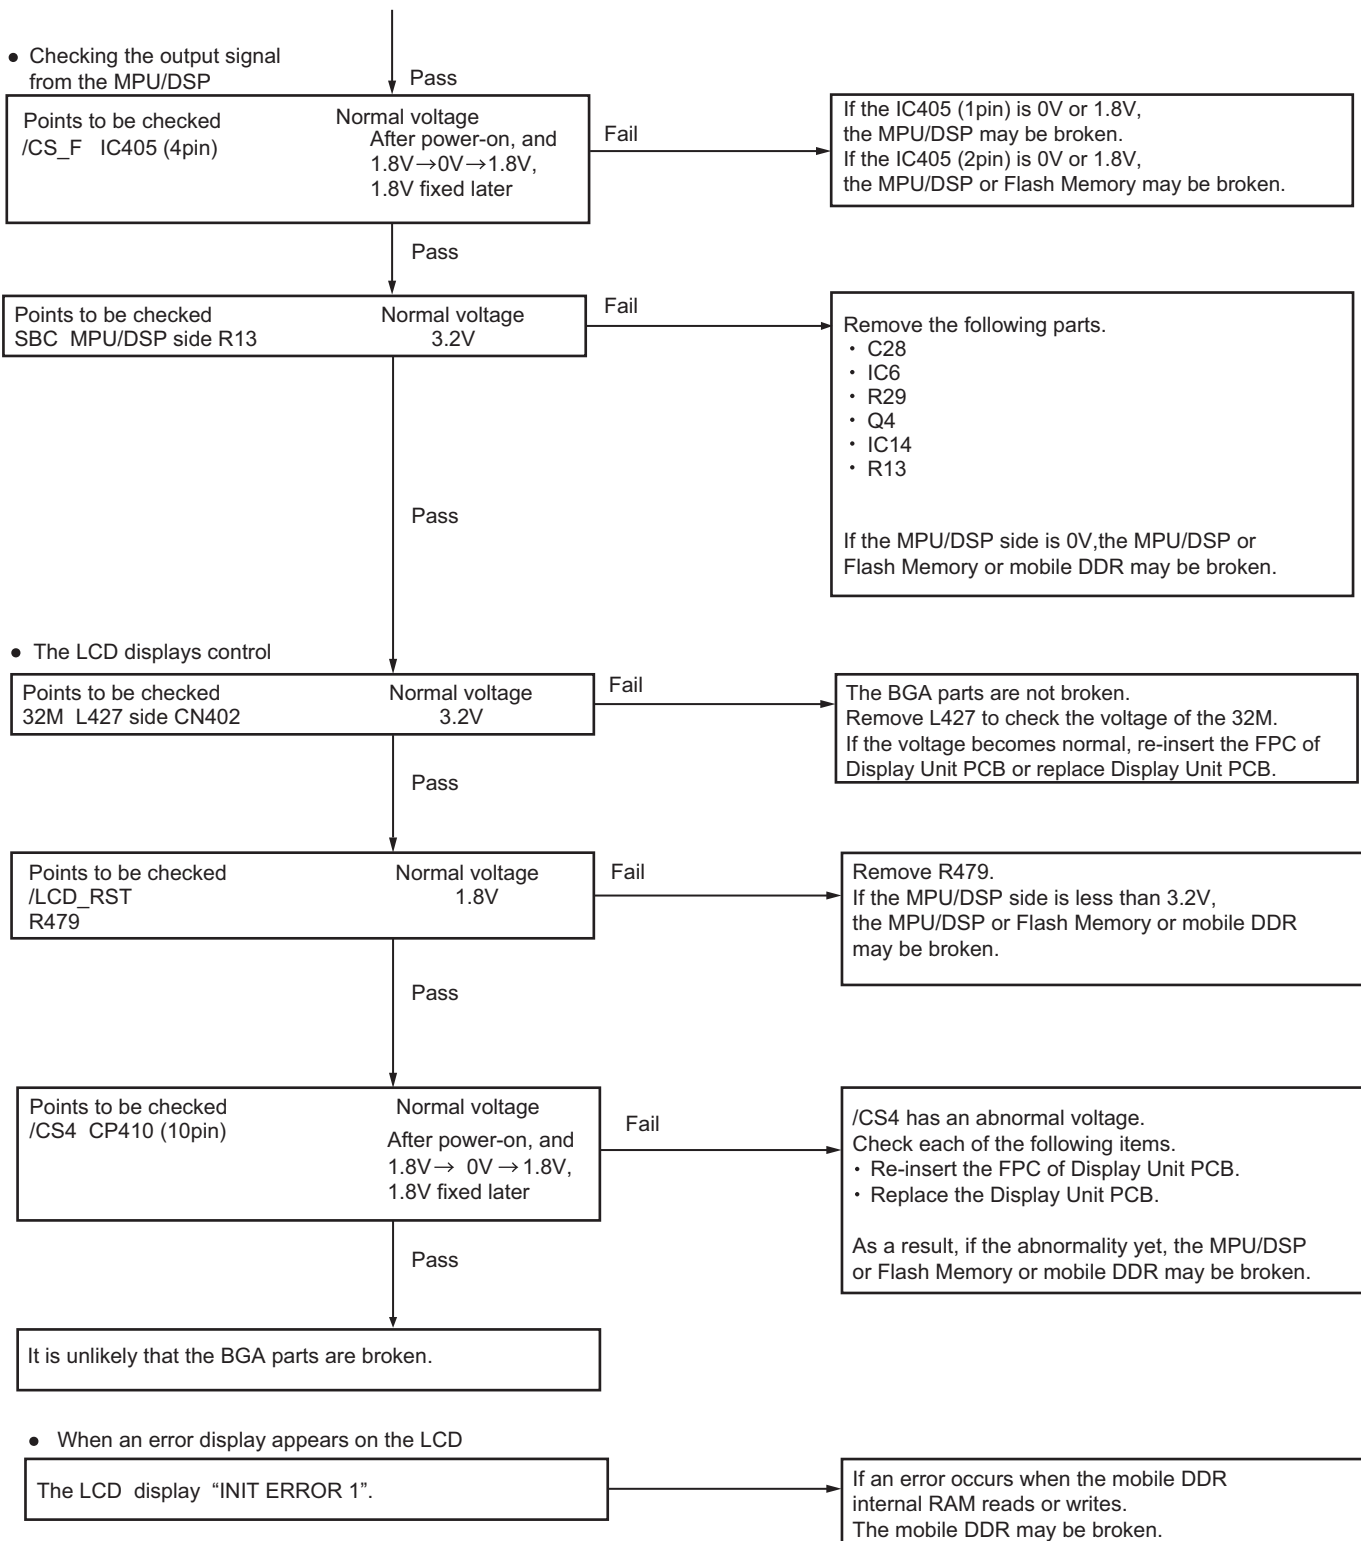 ● Checking the output signal
from the MPU/DSP
Pass
Points to be checked
/CS_F IC405 (4pin)
Normal voltage
After power-on, and
1.8V→0V→1.8V,
1.8V fixed later
Fail
If the IC405 (1pin) is 0V or 1.8V,
the MPU/DSP may be broken.
If the IC405 (2pin) is 0V or 1.8V,
the MPU/DSP or Flash Memory may be broken.
Pass
Points to be checked
SBC MPU/DSP side R13
Normal voltage
3.2V
Fail
Remove the following parts.
・ C28
・ IC6
・ R29
・ Q4
・ IC14
・ R13
If the MPU/DSP side is 0V,the MPU/DSP or
Flash Memory or mobile DDR may be broken.
Pass
● The LCD displays control
Points to be checked
32M L427 side CN402
Normal voltage
3.2V
Fail
The BGA parts are not broken.
Remove L427 to check the voltage of the 32M.
If the voltage becomes normal, re-insert the FPC of
Display Unit PCB or replace Display Unit PCB.
Pass
Points to be checked
/LCD_RST
R479
Normal voltage
1.8V
Fail
Remove R479.
If the MPU/DSP side is less than 3.2V,
the MPU/DSP or Flash Memory or mobile DDR
may be broken.
Pass
Points to be checked
/CS4 CP410 (10pin)
Normal voltage
After power-on, and
1.8V→ 0V →1.8V,
1.8V fixed later
Fail
/CS4 has an abnormal voltage.
Check each of the following items.
・ Re-insert the FPC of Display Unit PCB.
・ Replace the Display Unit PCB.
As a result, if the abnormality yet, the MPU/DSP
or Flash Memory or mobile DDR may be broken.
Pass
It is unlikely that the BGA parts are broken.
● When an error display appears on the LCD
The LCD display “INIT ERROR 1”.
If an error occurs when the mobile DDR
internal RAM reads or writes.
The mobile DDR may be broken.